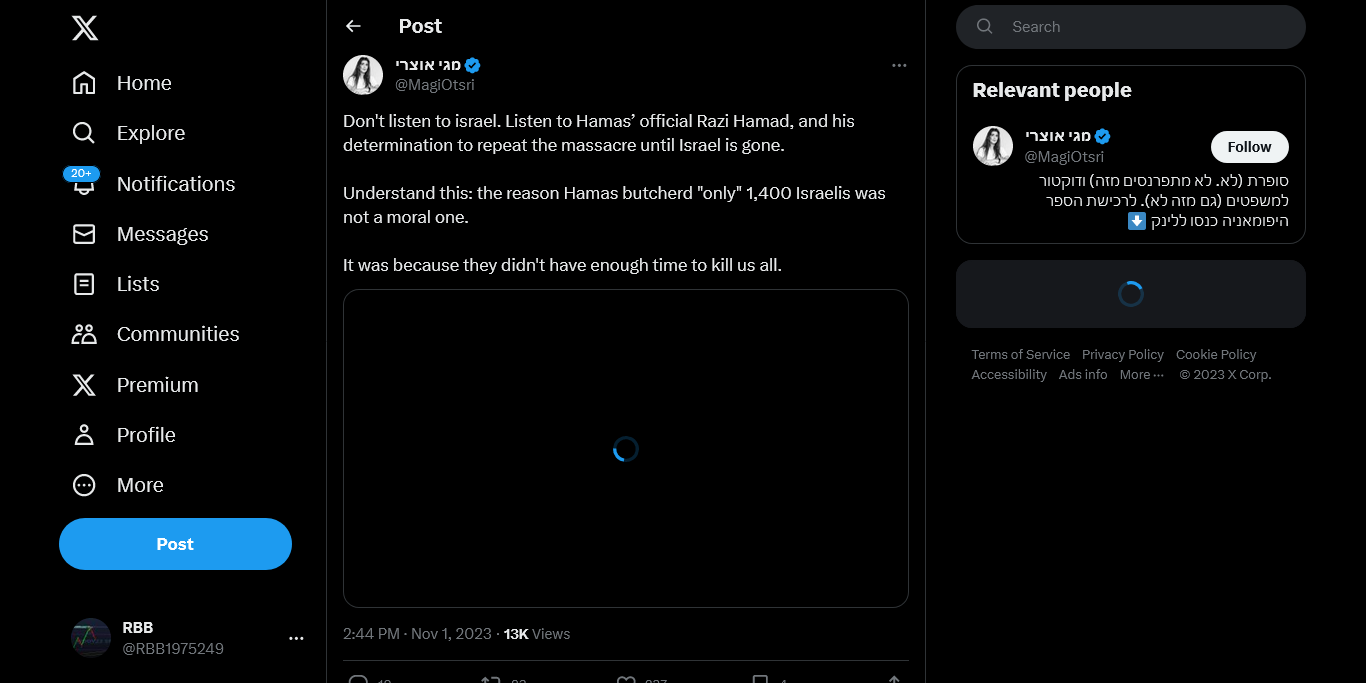 Post
Search
Home
Explore
20+
Notifications
Messages
Lists
Communities
Premium
Profile
More
Post
RBB
@RBB1975249
מגי אוצרי
@MagiOtsri
Don't listen to israel. Listen to Hamas’ official Razi Hamad, and his
determination to repeat the massacre until Israel is gone.
Understand this: the reason Hamas butcherd "only" 1,400 Israelis was
not a moral one.
It was because they didn't have enough time to kill us all.
2:44 PM · Nov 1, 2023 · 13K Views
Relevant people
מגי אוצרי
@MagiOtsri
Follow
סופרת (לא. לא מתפרנסים מזה) ודוקטור
למשפטים (גם מזה לא). לרכישת הספר
היפומאניה כנסו ללינק ⬇️
Terms of Service Privacy Policy Cookie Policy
Accessibility Ads info More ··· © 2023 X Corp.